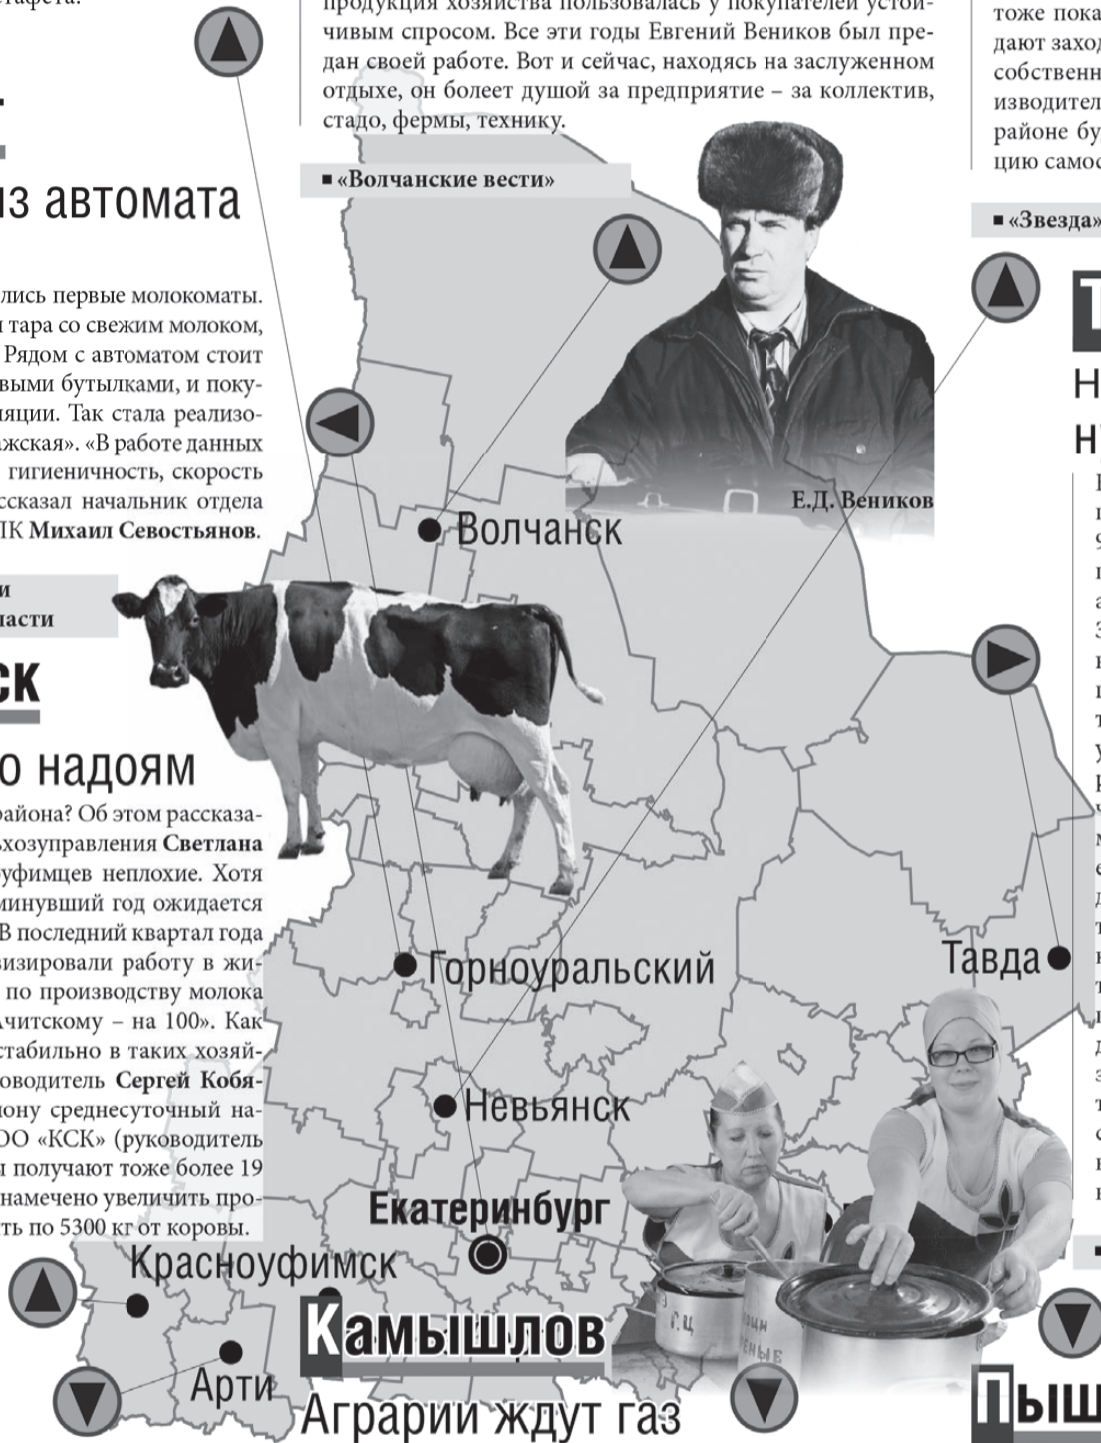 продукция хозяйства пользовалась у покупателей устой-
чивым спросом. Все эти годы Евгений Веников был пре-
дан своей работе. Вот и сейчас, находясь на заслуженном
отдыхе, он болеет душой за предприятие – за коллектив,
стадо, фермы, технику.
■ «Волчанские вести»
Е.Д. Веников
тоже пока
дают заход
собственн
изводител
районе бу
цию самос
■ «Звезда»
из автомата
лись первые молокоматы.
тара со свежим молоком,
Рядом с автоматом стоит
выми бутылками, и поку-
яции. Так стала реализо-
ажская». «В работе данных
гигиеничность, скорость
ссказал начальник отдела
ПК Михаил Севостьянов.
и
ласти
ск
о надоям
района? Об этом рассказа-
ьхозуправления Светлана
уфимцев неплохие. Хотя
минувший год ожидается
В последний квартал года
визировали работу в жи-
по производству молока
Ачитскому – на 100». Как
стабильно в таких хозяй-
оводитель Сергей Кобя-
йону среднесуточный на-
ОО «КСК» (руководитель
ы получают тоже более 19
намечено увеличить про-
ть по 5300 кг от коровы.
Волчанск
Горноуральский
Тавда
Невьянск
Екатеринбург
Красноуфимск
Арти
Камышлов
Аграрии ждут газ
Г.Ц
Пыш